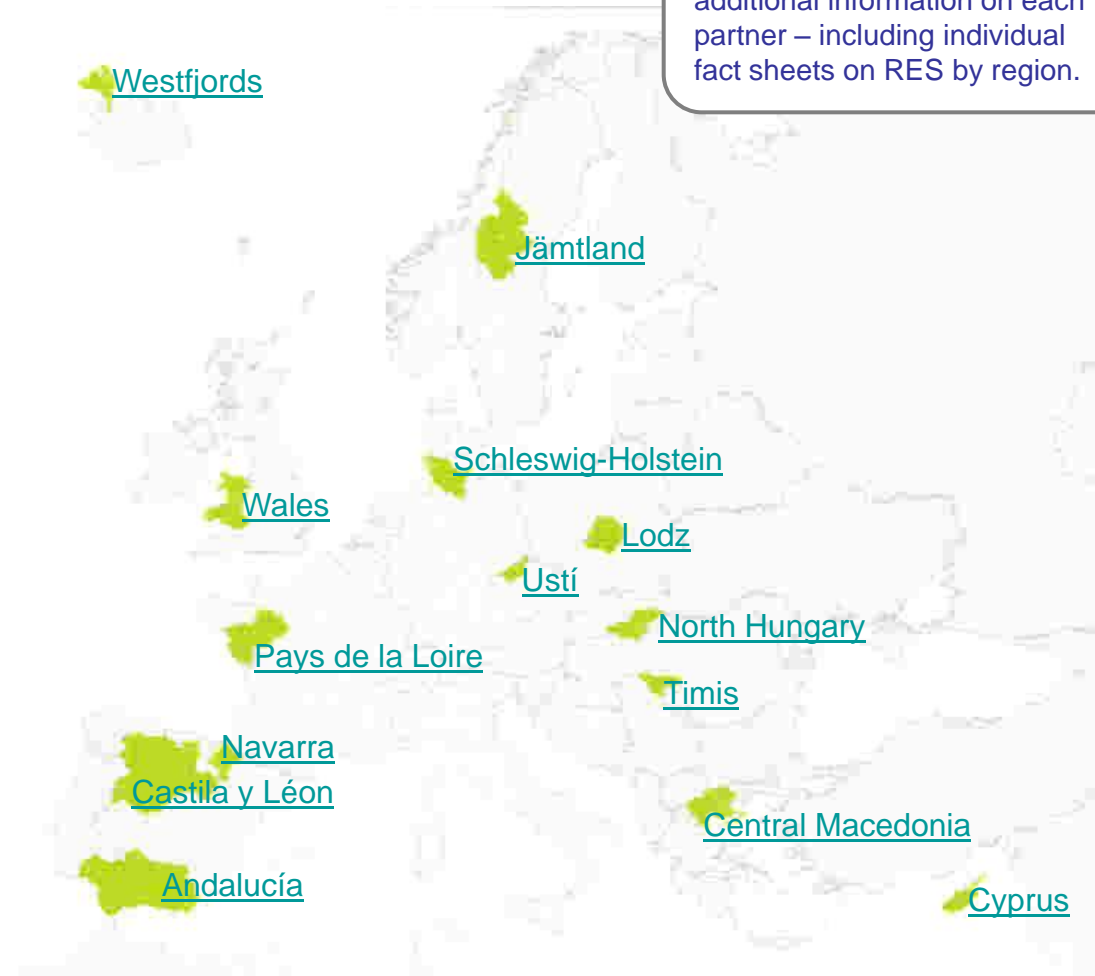 additional information on each
partner – including individual
fact sheets on RES by region.
Westfjords
Jämtland
Schleswig-Holstein
Wales
Lodz
Ustí
North Hungary
Pays de la Loire
Timis
Navarra
Castila y Léon
Central Macedonia
Andalucía
Cyprus